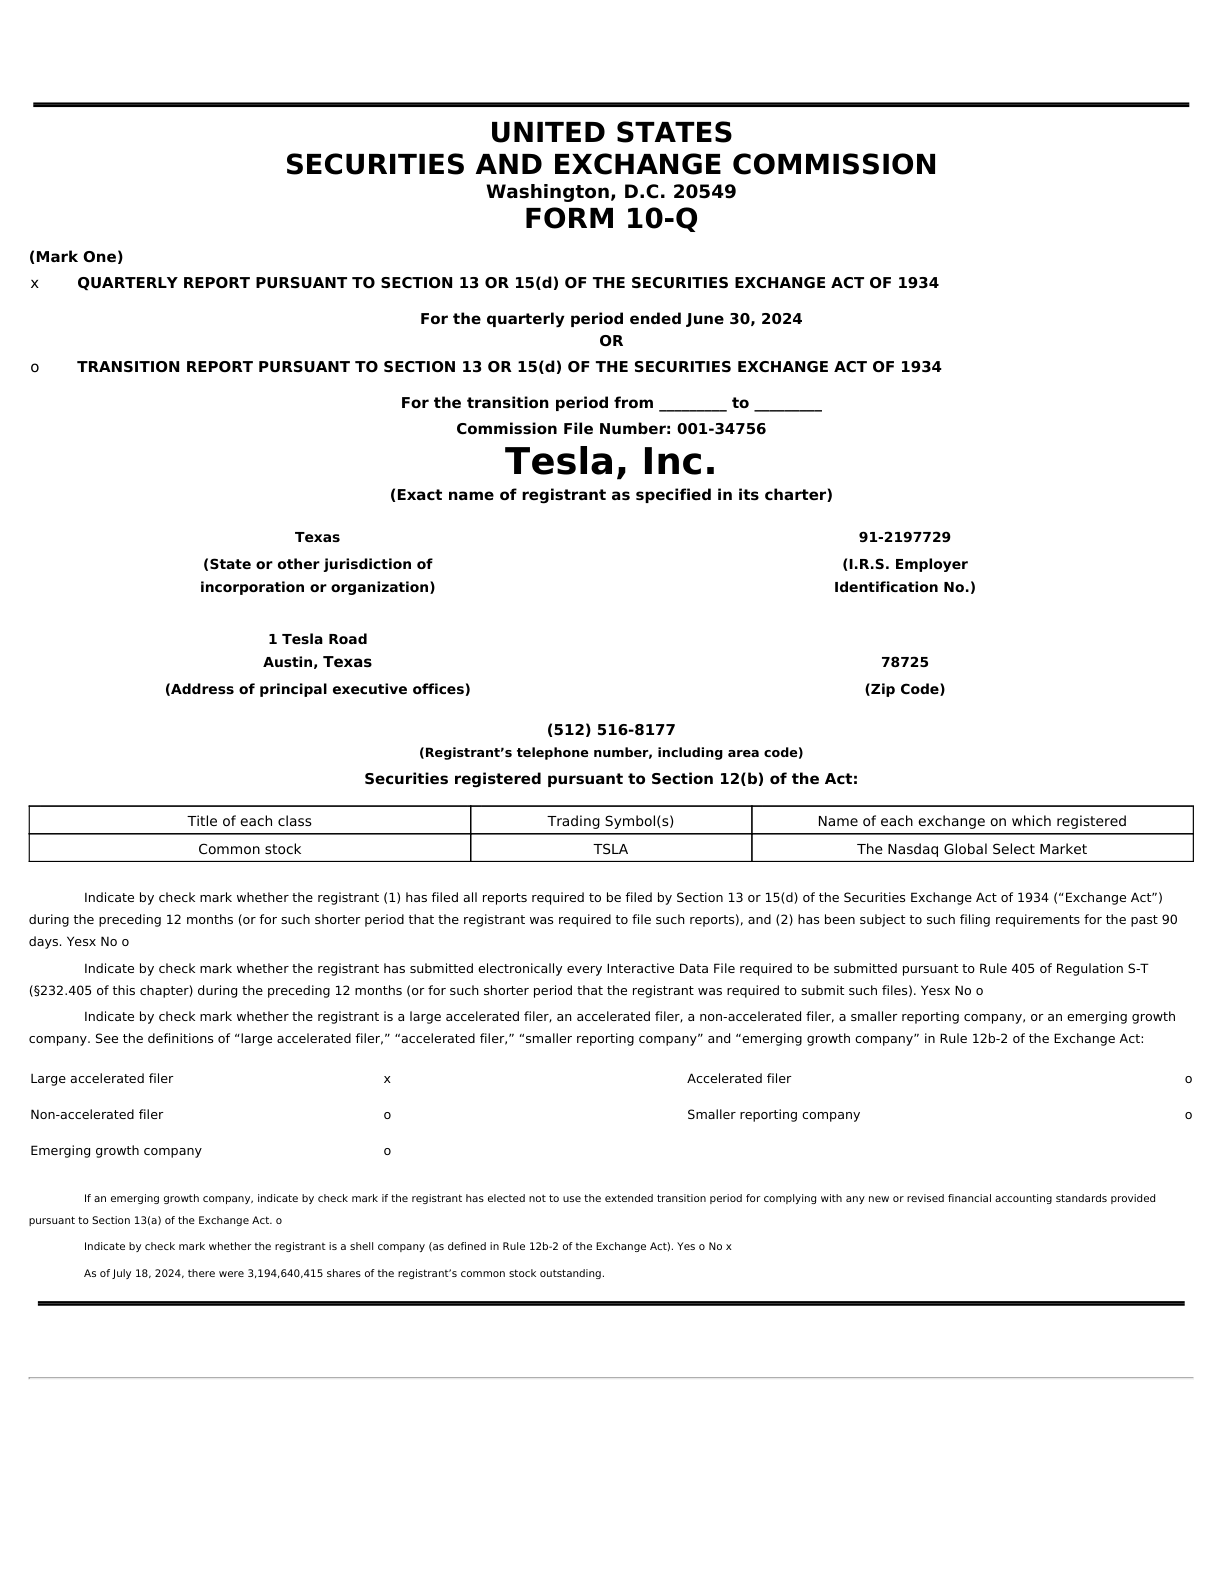 UNITED STATES
SECURITIES AND EXCHANGE COMMISSION
Washington, D.C. 20549
FORM 10-Q
(Mark One)
x QUARTERLY REPORT PURSUANT TO SECTION 13 OR 15(d) OF THE SECURITIES EXCHANGE ACT OF 1934
For the quarterly period ended June 30, 2024
OR
o TRANSITION REPORT PURSUANT TO SECTION 13 OR 15(d) OF THE SECURITIES EXCHANGE ACT OF 1934
For the transition period from _________ to _________
Commission File Number: 001-34756
Tesla, Inc.
(Exact name of registrant as specified in its charter)
Texas 91-2197729
(State or other jurisdiction of (I.R.S. Employer
incorporation or organization) Identification No.)
1 Tesla Road
Austin, Texas 78725
(Address of principal executive offices) (Zip Code)
(512) 516-8177
(Registrant’s telephone number, including area code)
Securities registered pursuant to Section 12(b) of the Act:
Title of each class Trading Symbol(s) Name of each exchange on which registered
Common stock TSLA The Nasdaq Global Select Market
Indicate by check mark whether the registrant (1) has filed all reports required to be filed by Section 13 or 15(d) of the Securities Exchange Act of 1934 (“Exchange Act”)
during the preceding 12 months (or for such shorter period that the registrant was required to file such reports), and (2) has been subject to such filing requirements for the past 90
days. Yesx No o
Indicate by check mark whether the registrant has submitted electronically every Interactive Data File required to be submitted pursuant to Rule 405 of Regulation S-T
(§232.405 of this chapter) during the preceding 12 months (or for such shorter period that the registrant was required to submit such files). Yesx No o
Indicate by check mark whether the registrant is a large accelerated filer, an accelerated filer, a non-accelerated filer, a smaller reporting company, or an emerging growth
company. See the definitions of “large accelerated filer,” “accelerated filer,” “smaller reporting company” and “emerging growth company” in Rule 12b-2 of the Exchange Act:
Large accelerated filer x Accelerated filer o
Non-accelerated filer o Smaller reporting company o
Emerging growth company o
If an emerging growth company, indicate by check mark if the registrant has elected not to use the extended transition period for complying with any new or revised financial accounting standards provided
pursuant to Section 13(a) of the Exchange Act. o
Indicate by check mark whether the registrant is a shell company (as defined in Rule 12b-2 of the Exchange Act). Yes o No x
As of July 18, 2024, there were 3,194,640,415 shares of the registrant’s common stock outstanding.